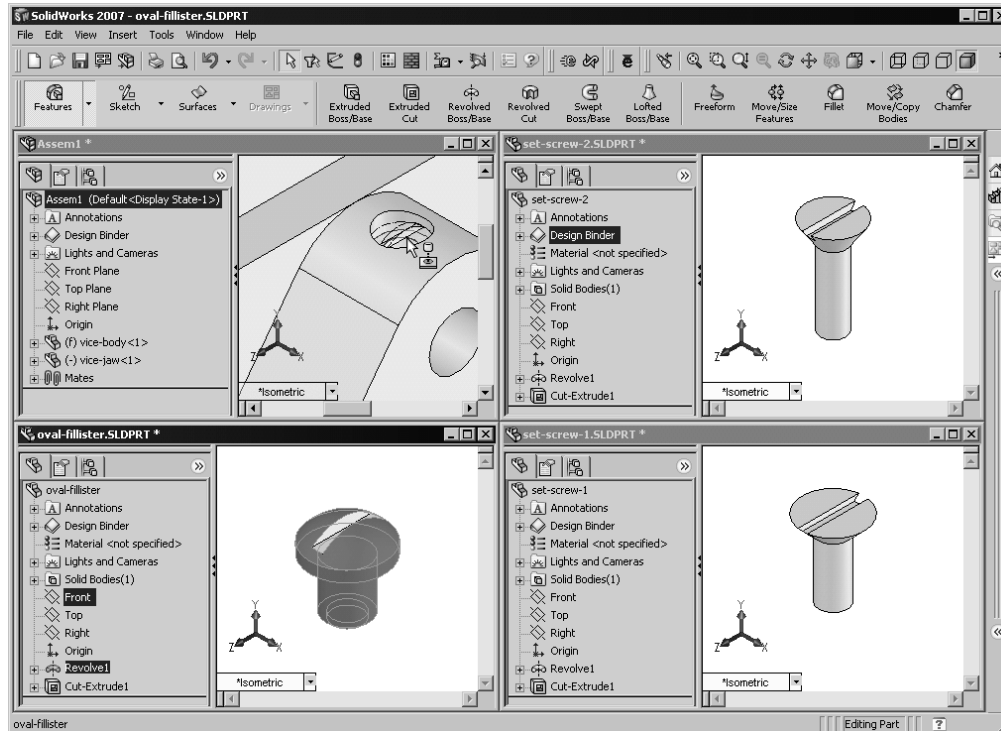 SolidWorks 2007 - oval-fillister.SLDPRT
File Edit View Insert Tools Window Help
Features Sketch Surfaces Drawings Extruded Boss/Base Extruded Cut Revolved Boss/Base Revolved Cut Swept Boss/Base Lofted Boss/Base Freeform Move/Size Features Fillet Move/Copy Bodies Chamfer
Assem1 *
Assem1 (Default<Display State-1>)
Annotations
Design Binder
Lights and Cameras
Front Plane
Top Plane
Right Plane
Origin
(f) vice-body<1>
(-) vice-jaw<1>
Mates
Y
Z X
*Isometric
set-screw-2.SLDPRT *
set-screw-2
Annotations
Design Binder
Material <not specified>
Lights and Cameras
Solid Bodies(1)
Front
Top
Right
Origin
Revolve1
Cut-Extrude1
Y
Z X
*Isometric
oval-fillister.SLDPRT *
oval-fillister
Annotations
Design Binder
Material <not specified>
Lights and Cameras
Solid Bodies(1)
Front
Top
Right
Origin
Revolve1
Cut-Extrude1
Y
Z X
*Isometric
set-screw-1.SLDPRT *
set-screw-1
Annotations
Design Binder
Material <not specified>
Lights and Cameras
Solid Bodies(1)
Front
Top
Right
Origin
Revolve1
Cut-Extrude1
Y
Z X
*Isometric
oval-fillister Editing Part ?